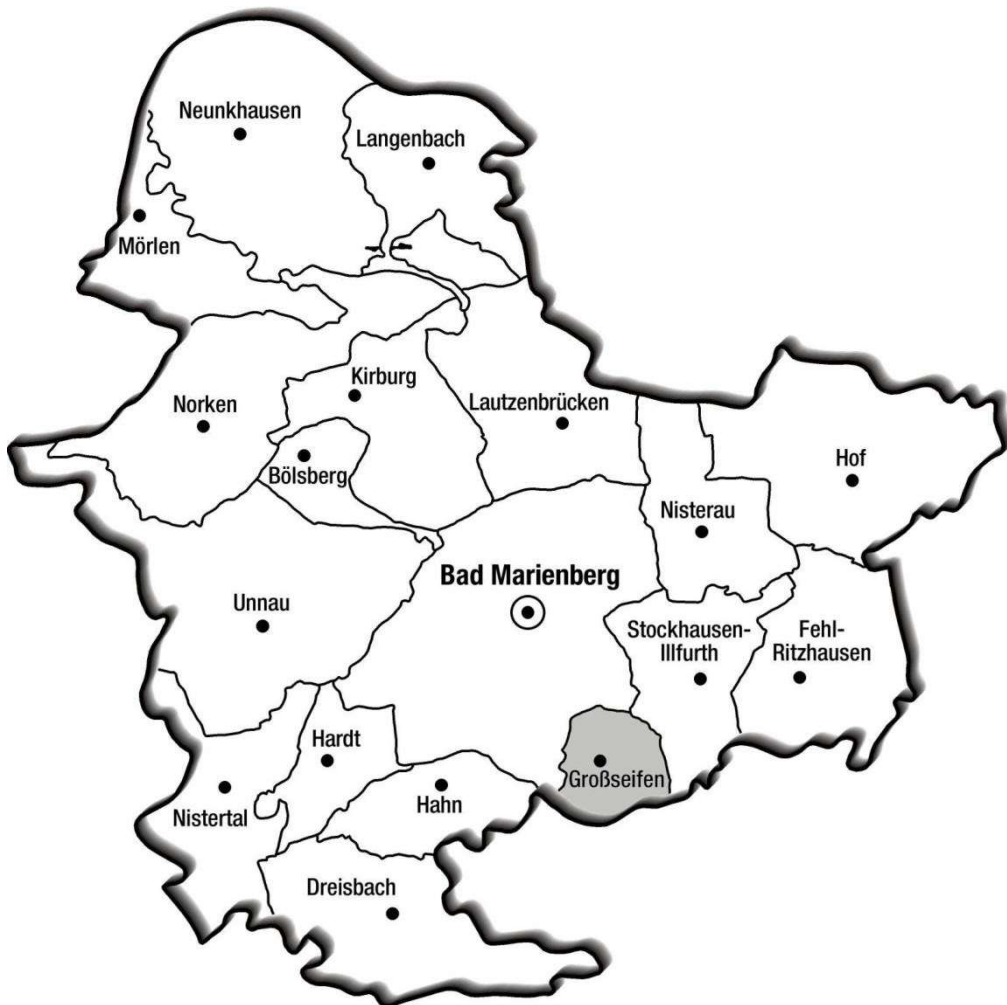 Neunkhausen
Langenbach
Mörlen
Kirburg
Norken
Lautzenbrücken
Bölsberg
Hof
Nisterau
Bad Marienberg
Unnau
Stockhausen-
Illfurth
Fehl-
Ritzhausen
Hardt
Großseifen
Nistertal
Hahn
Dreisbach